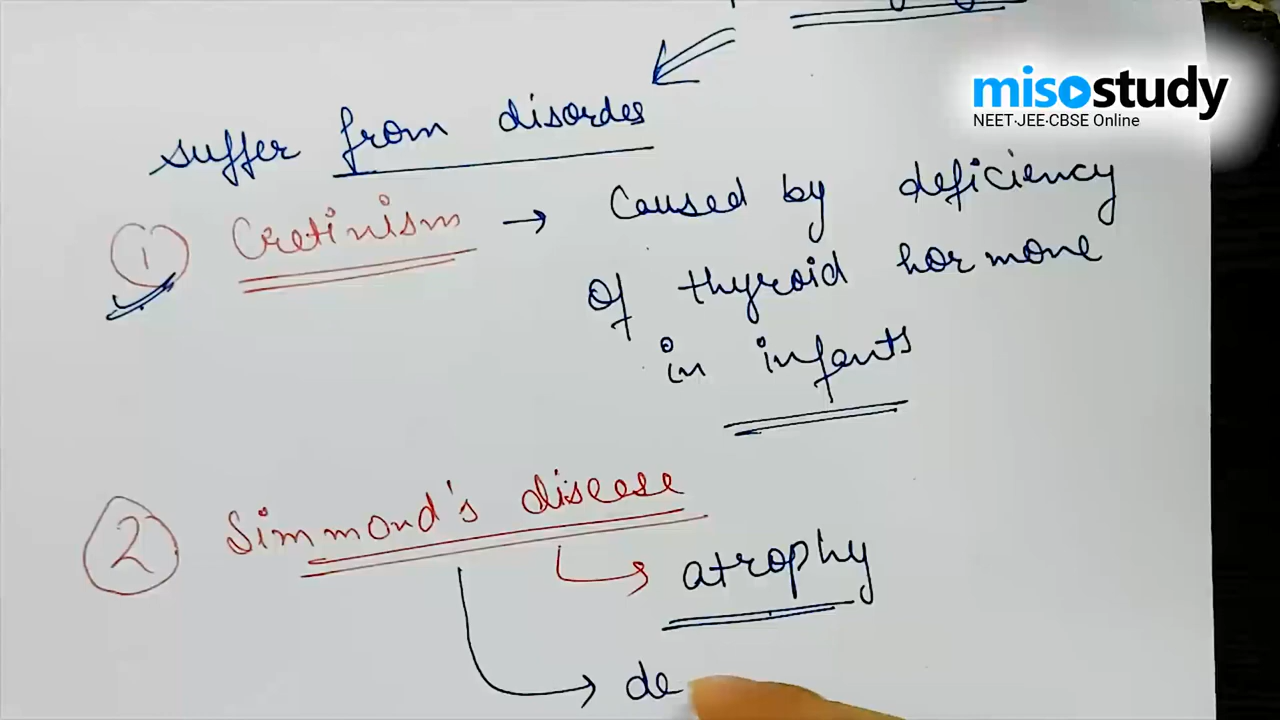 misostudy
NEET·JEE·CBSE Online
suffer from disordes
1 Cretinism → Caused by deficiency
of thyroid hormone
in infants
2 Simmond's disease
atrophy
de